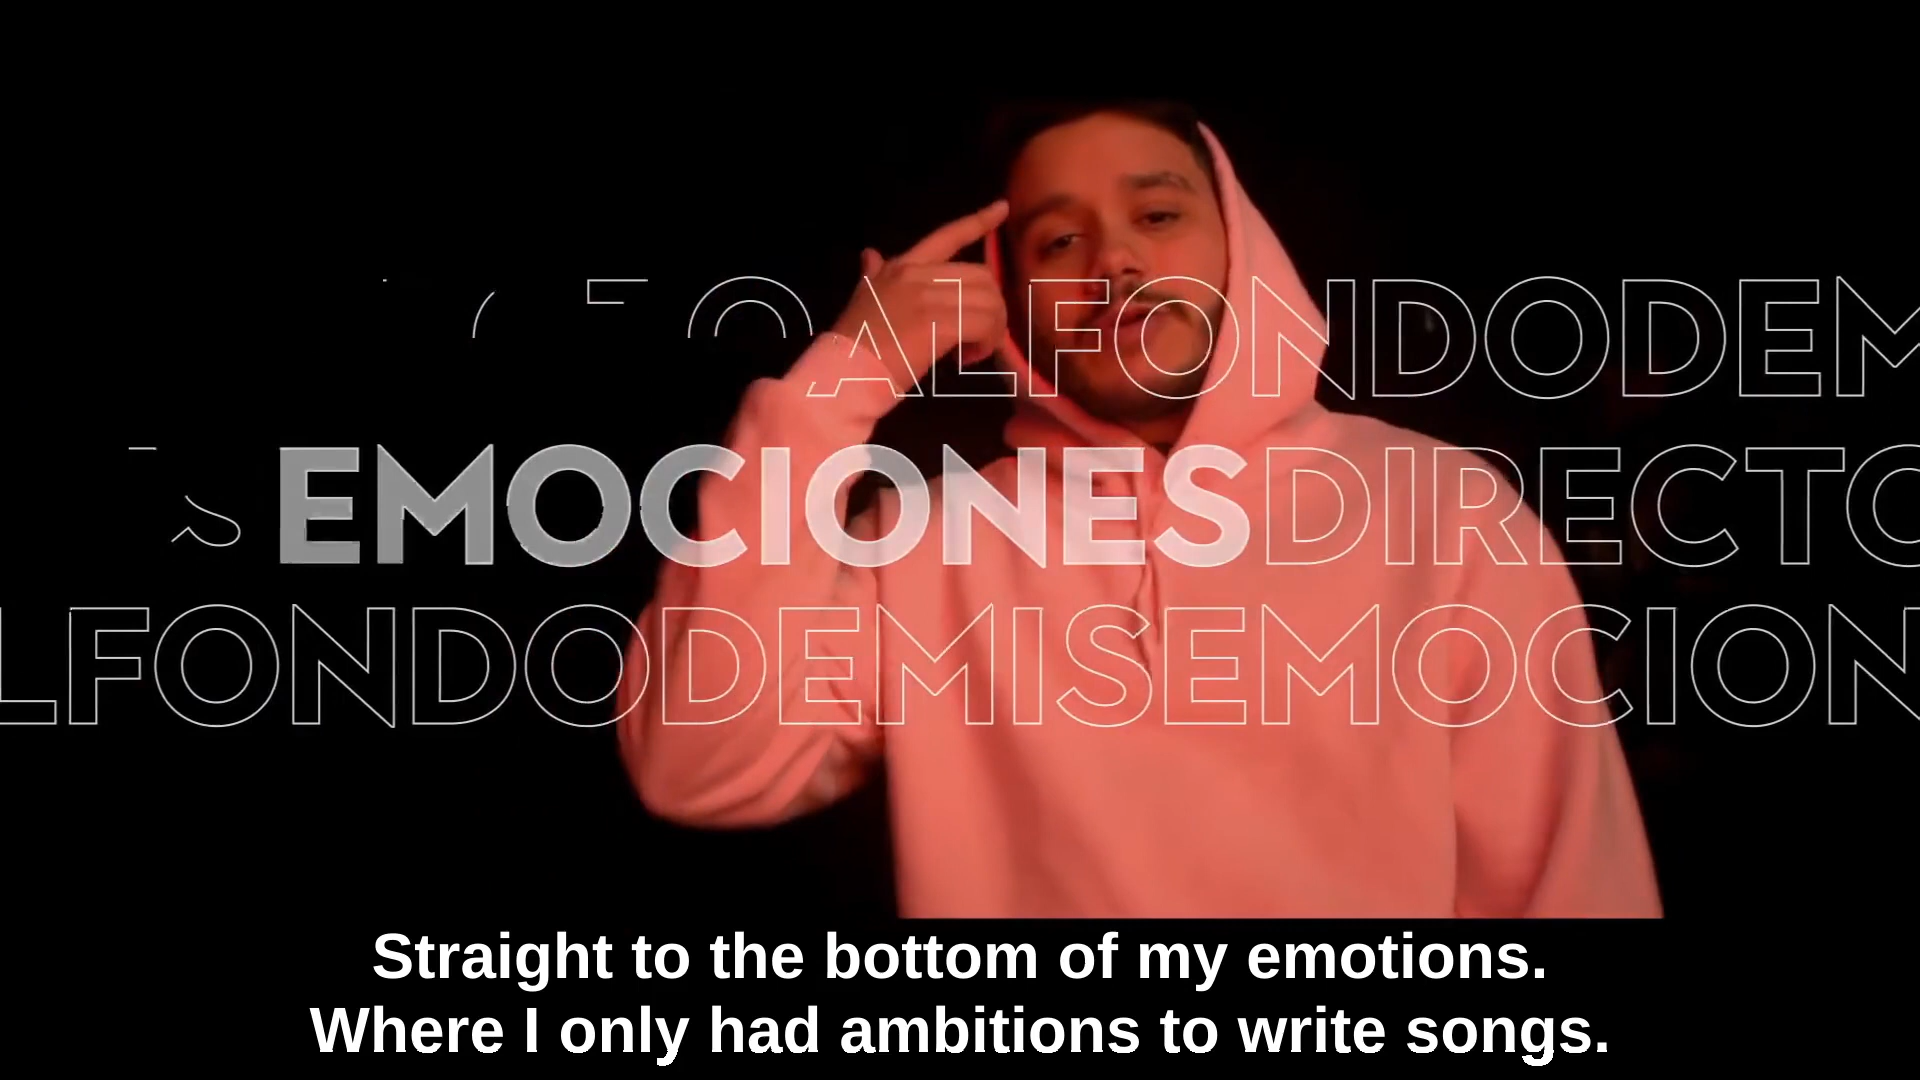 ALFONDODEM
EMOCIONESDIRECTO
LFONDODEMISEMOCION
Straight to the bottom of my emotions.
Where I only had ambitions to write songs.